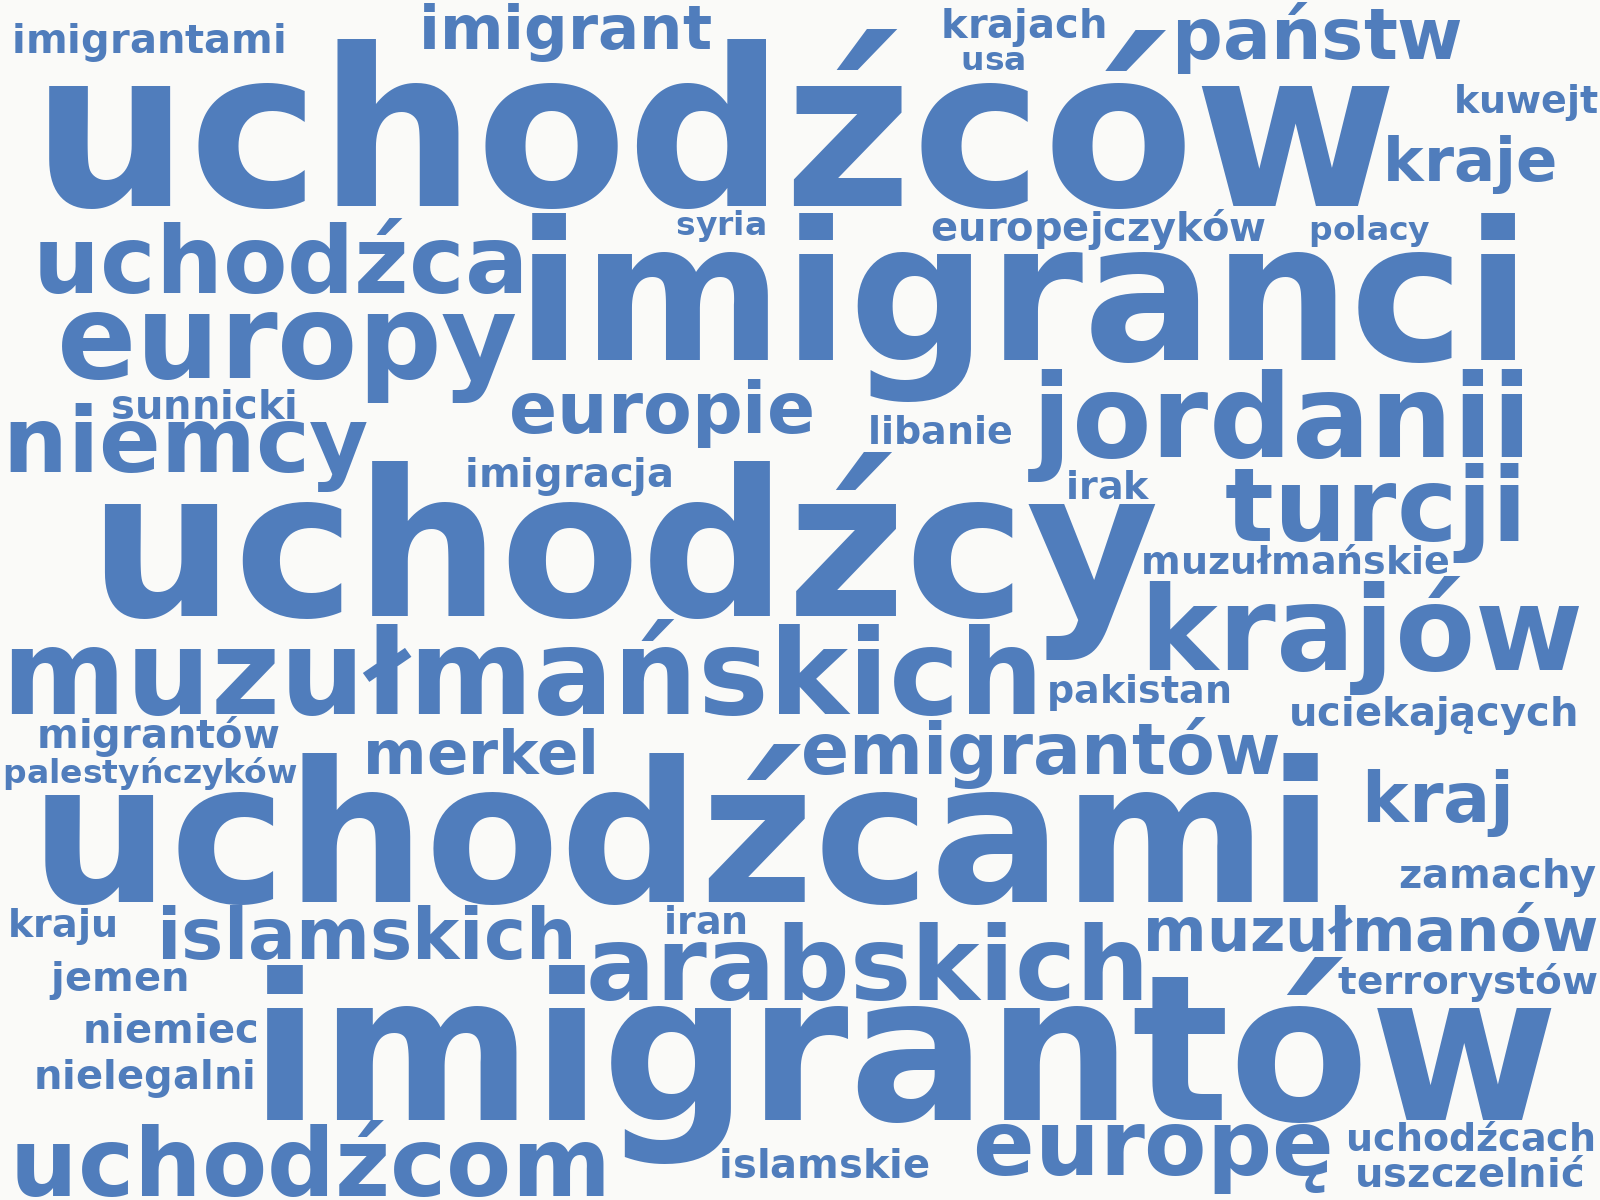 imigrantami
imigrant
krajach
państw
usa
kuwejt
uchodźców
kraje
syria
europejczyków
polacy
uchodźca
imigranci
europy
sunnicki
niemcy
europie
libanie
jordanii
imigracja
irak
turcji
uchodźcy
muzułmańskie
krajów
muzułmańskich
pakistan
uciekających
migrantów
merkel
emigrantów
palestyńczyków
uchodźcami
kraj
zamachy
kraju
islamskich
iran
arabskich
muzułmanów
jemen
terrorystów
niemiec
imigrantów
nielegalni
uchodźcom
islamskie
europę
uchodźcach
uszczelnić